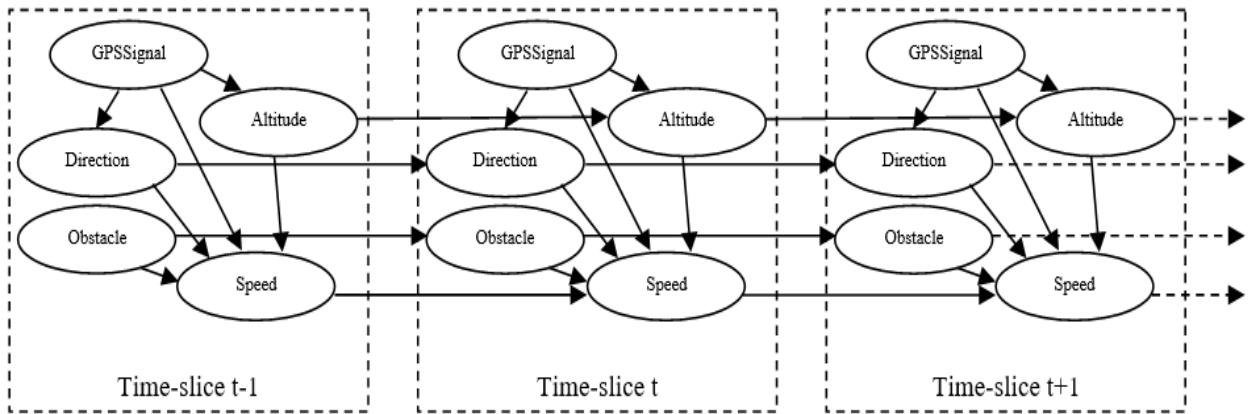 GPSSignal
Altitude
Direction
Obstacle
Speed
Time-slice t-1
GPSSignal
Altitude
Direction
Obstacle
Speed
Time-slice t
GPSSignal
Altitude
Direction
Obstacle
Speed
Time-slice t+1